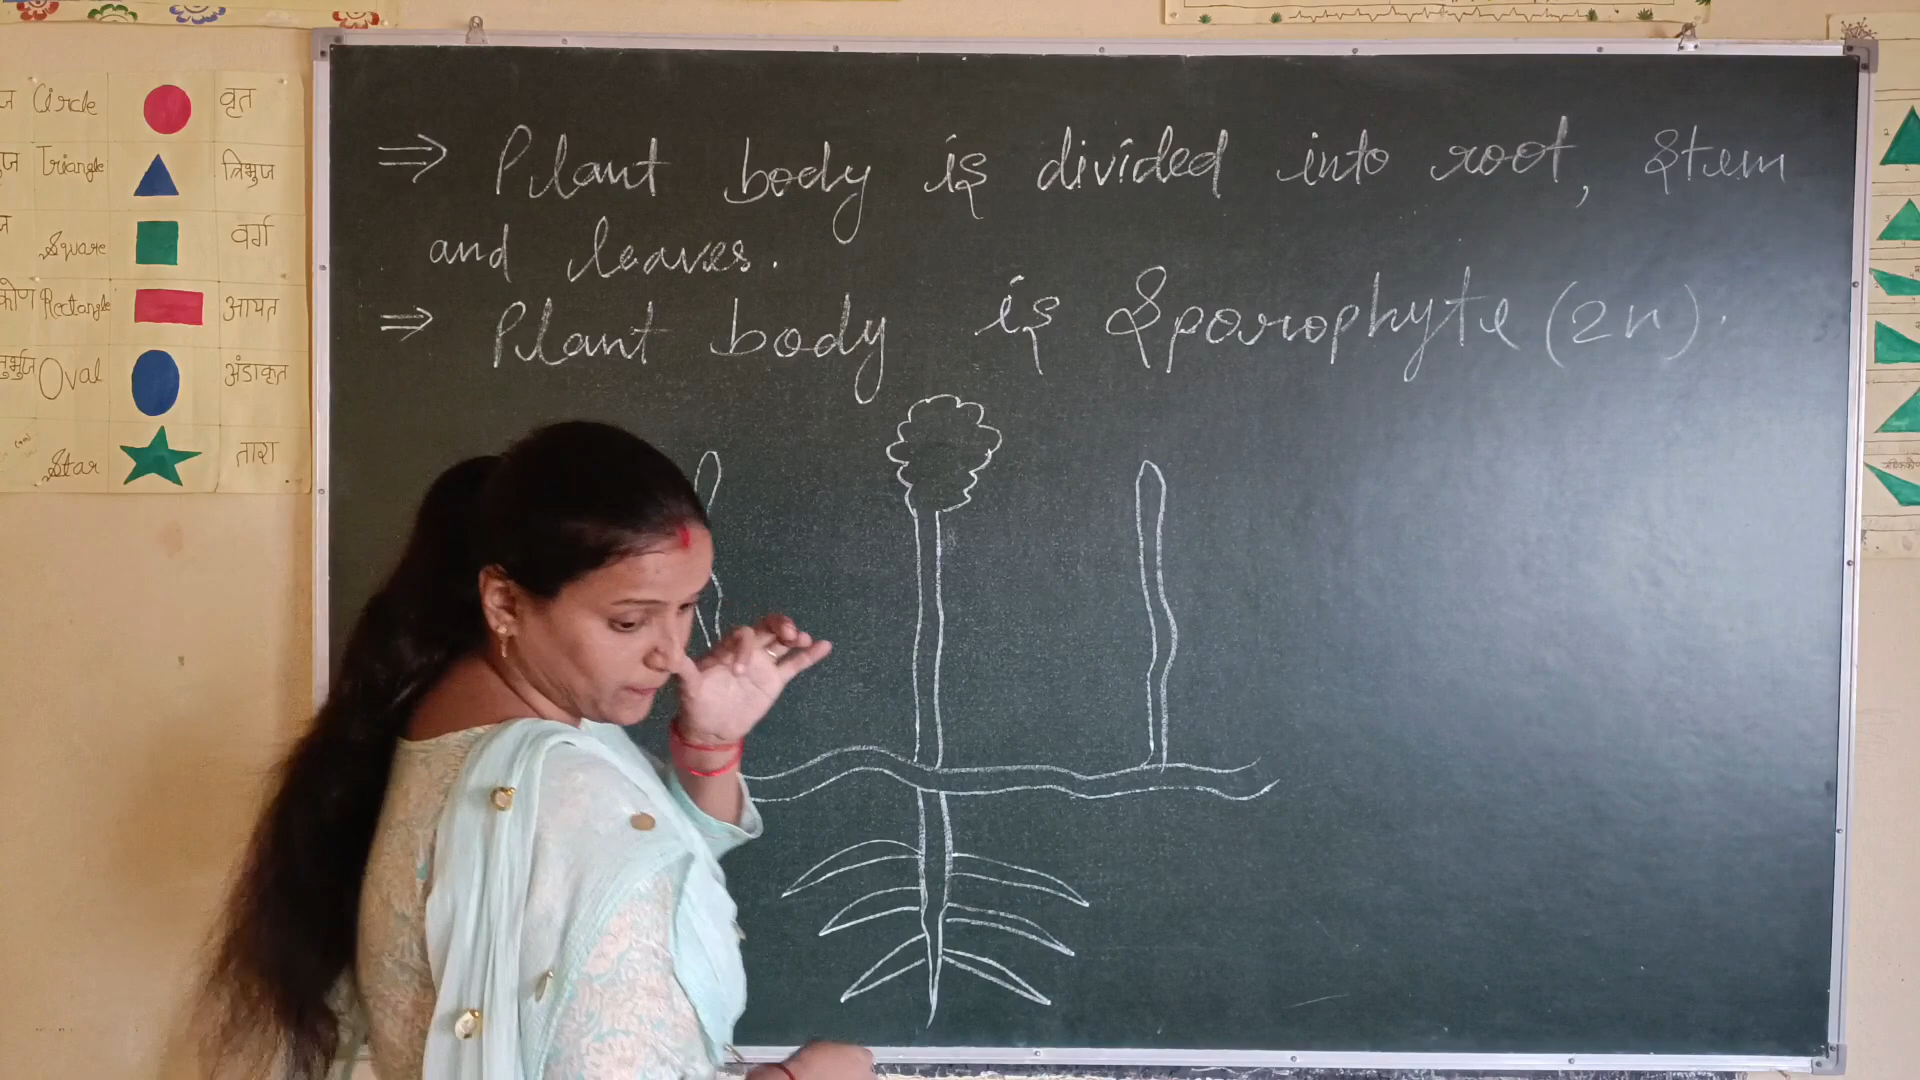 ⇒ Plant body is divided into root, stem
and leaves.
⇒ Plant body is Sporophyte (2n).
Circle वृत
Triangle त्रिभुज
Square वर्ग
Rectangle आयत
Oval अंडाकृत
Star तारा